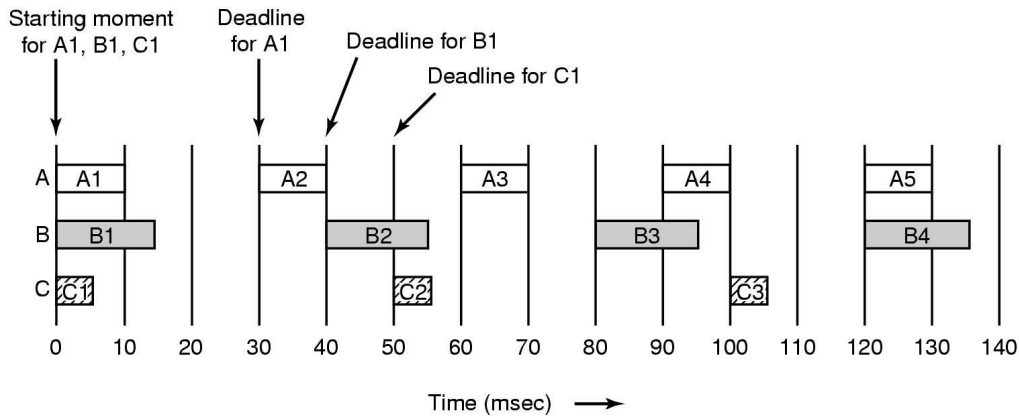 Starting moment
for A1, B1, C1
Deadline
for A1
Deadline for B1
Deadline for C1
A A1 A2 A3 A4 A5
B B1 B2 B3 B4
C C1 C2 C3
0 10 20 30 40 50 60 70 80 90 100 110 120 130 140
Time (msec)